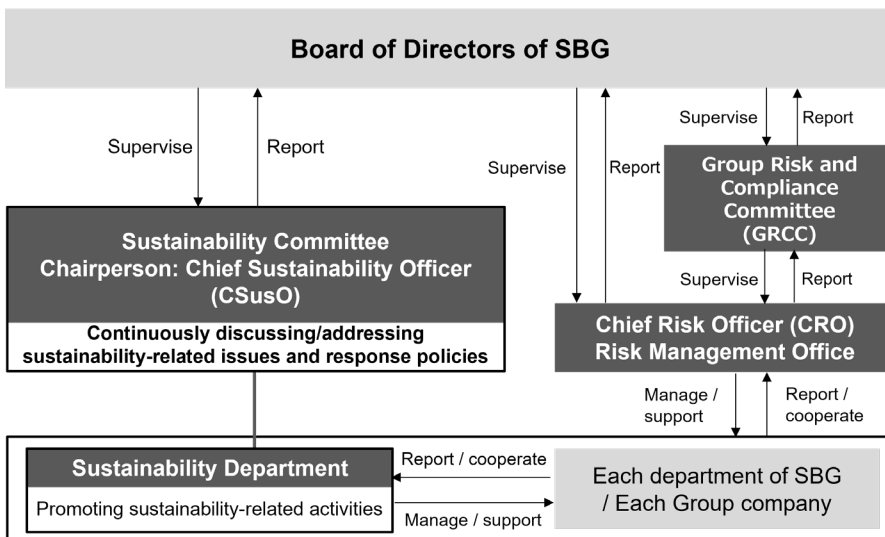 Board of Directors of SBG
Supervise
Report
Supervise
Report
Supervise
Report
Group Risk and
Compliance
Committee
(GRCC)
Sustainability Committee
Chairperson: Chief Sustainability Officer
(CSusO)
Continuously discussing/addressing
sustainability-related issues and response policies
Supervise
Report
Chief Risk Officer (CRO)
Risk Management Office
Manage /
support
Report /
cooperate
Sustainability Department
Promoting sustainability-related activities
Report / cooperate
Manage / support
Each department of SBG
/ Each Group company